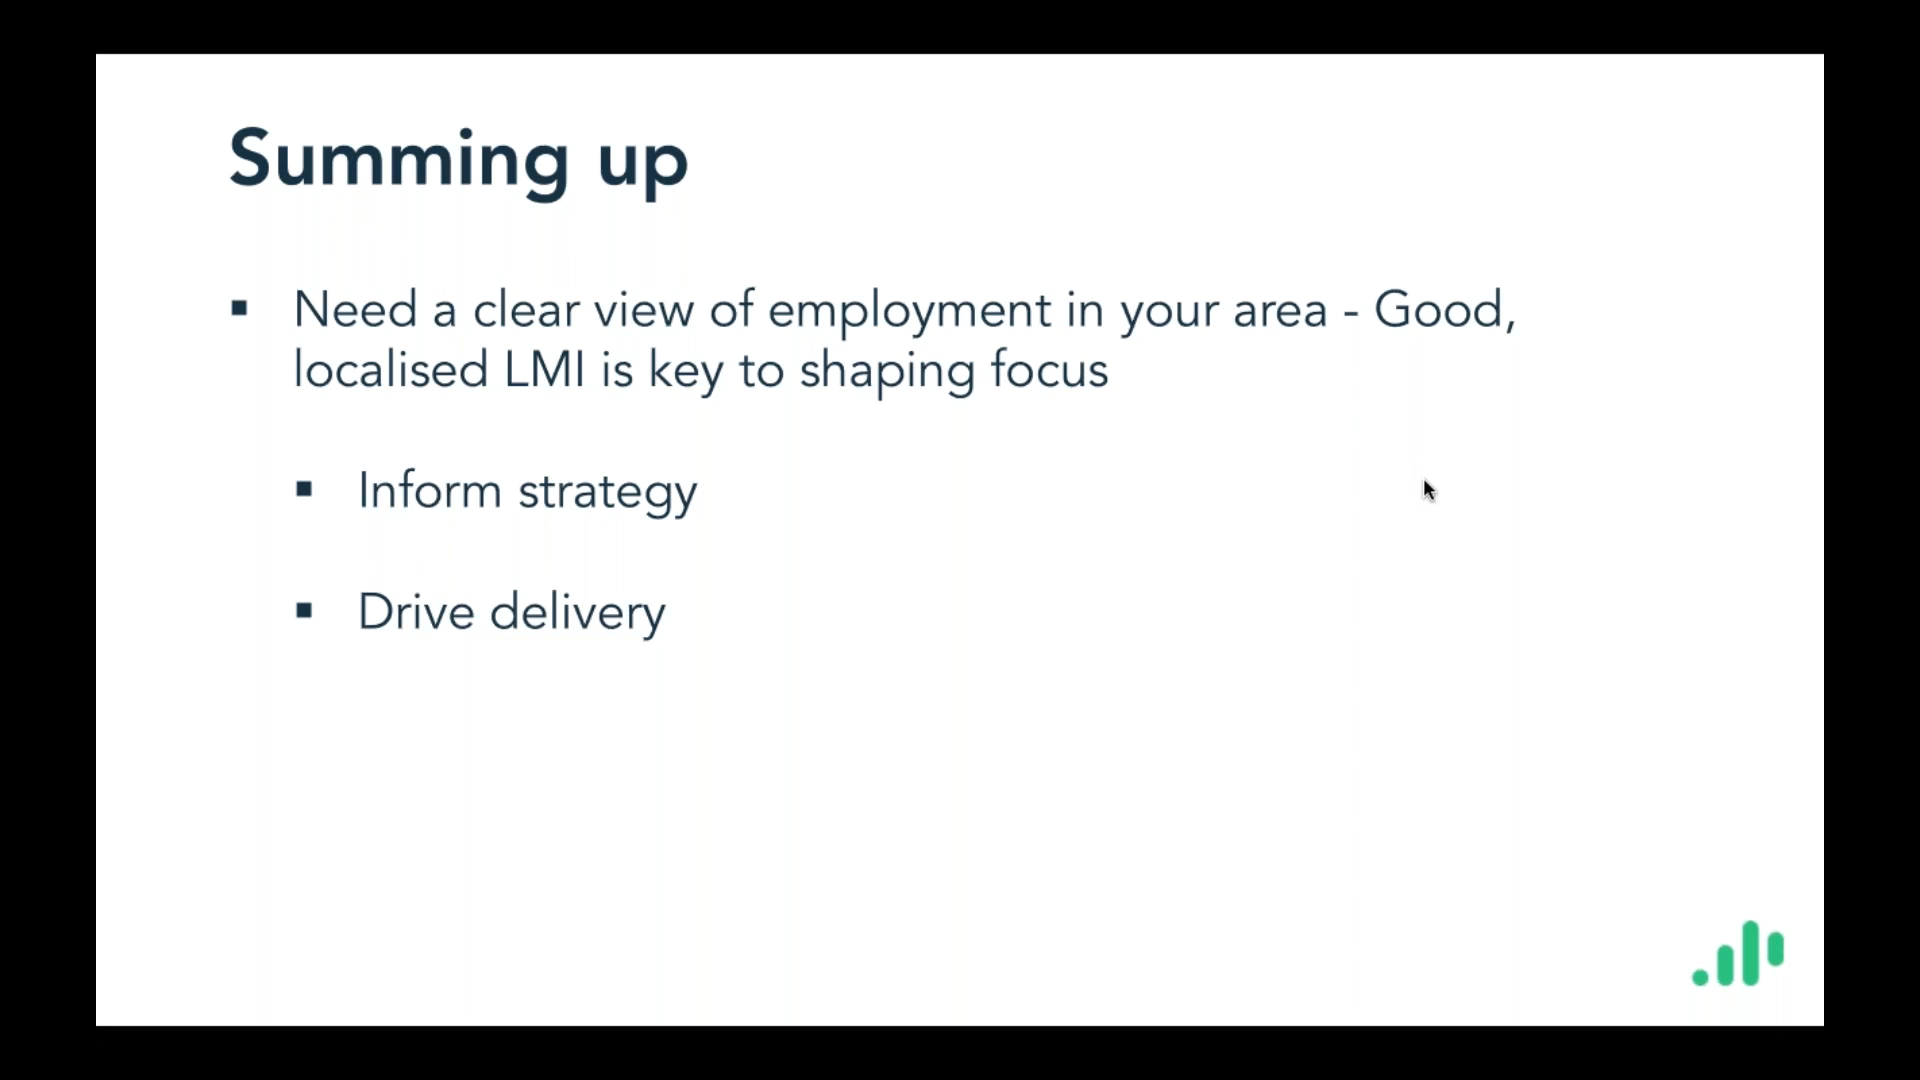 Summing up
▪ Need a clear view of employment in your area - Good,
localised LMI is key to shaping focus
▪ Inform strategy
▪ Drive delivery